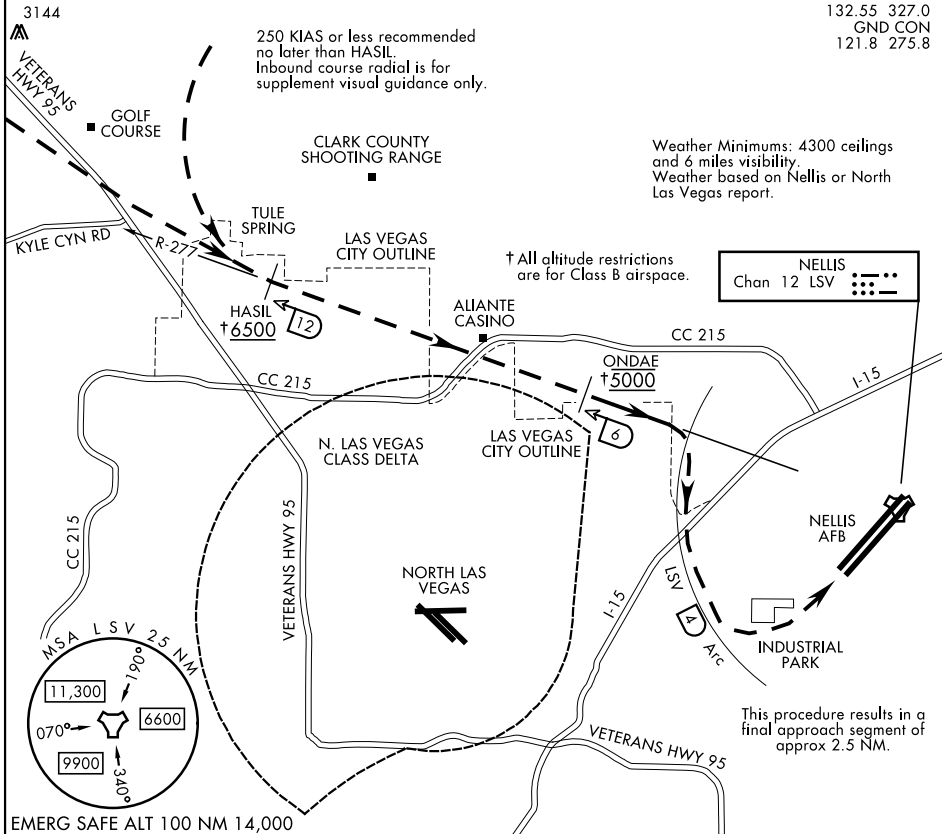 3144
132.55 327.0
GND CON
121.8 275.8
250 KIAS or less recommended
no later than HASIL.
Inbound course radial is for
supplement visual guidance only.
VETERANS
HWY 95
GOLF
COURSE
CLARK COUNTY
SHOOTING RANGE
Weather Minimums: 4300 ceilings
and 6 miles visibility.
Weather based on Nellis or North
Las Vegas report.
TULE
SPRING
KYLE CYN RD
R-277
LAS VEGAS
CITY OUTLINE
† All altitude restrictions
are for Class B airspace.
NELLIS
Chan 12 LSV
HASIL
†6500
12
ALIANTE
CASINO
CC 215
ONDAE
†5000
CC 215
I-15
6
N. LAS VEGAS
CLASS DELTA
LAS VEGAS
CITY OUTLINE
CC 215
VETERANS HWY 95
NELLIS
AFB
NORTH LAS
VEGAS
I-15
LSV
4
Arc
INDUSTRIAL
PARK
MSA LSV 25 NM
190°
11,300
6600
070°
9900
340°
This procedure results in a
final approach segment of
approx 2.5 NM.
VETERANS HWY 95
EMERG SAFE ALT 100 NM 14,000